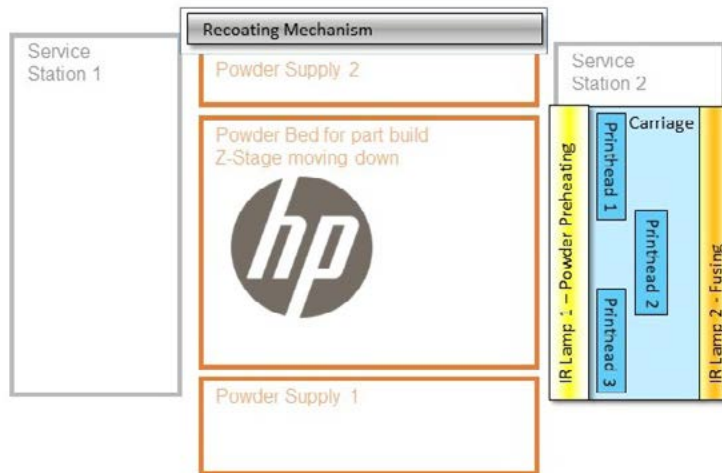 Recoating Mechanism
Service
Station 1
Powder Supply 2
Service
Station 2
Powder Bed for part build
Z-Stage moving down
hp
Carriage
IR Lamp 1 – Powder Preheating
Printhead 1
Printhead 2
Printhead 3
IR Lamp 2 - Fusing
Powder Supply 1